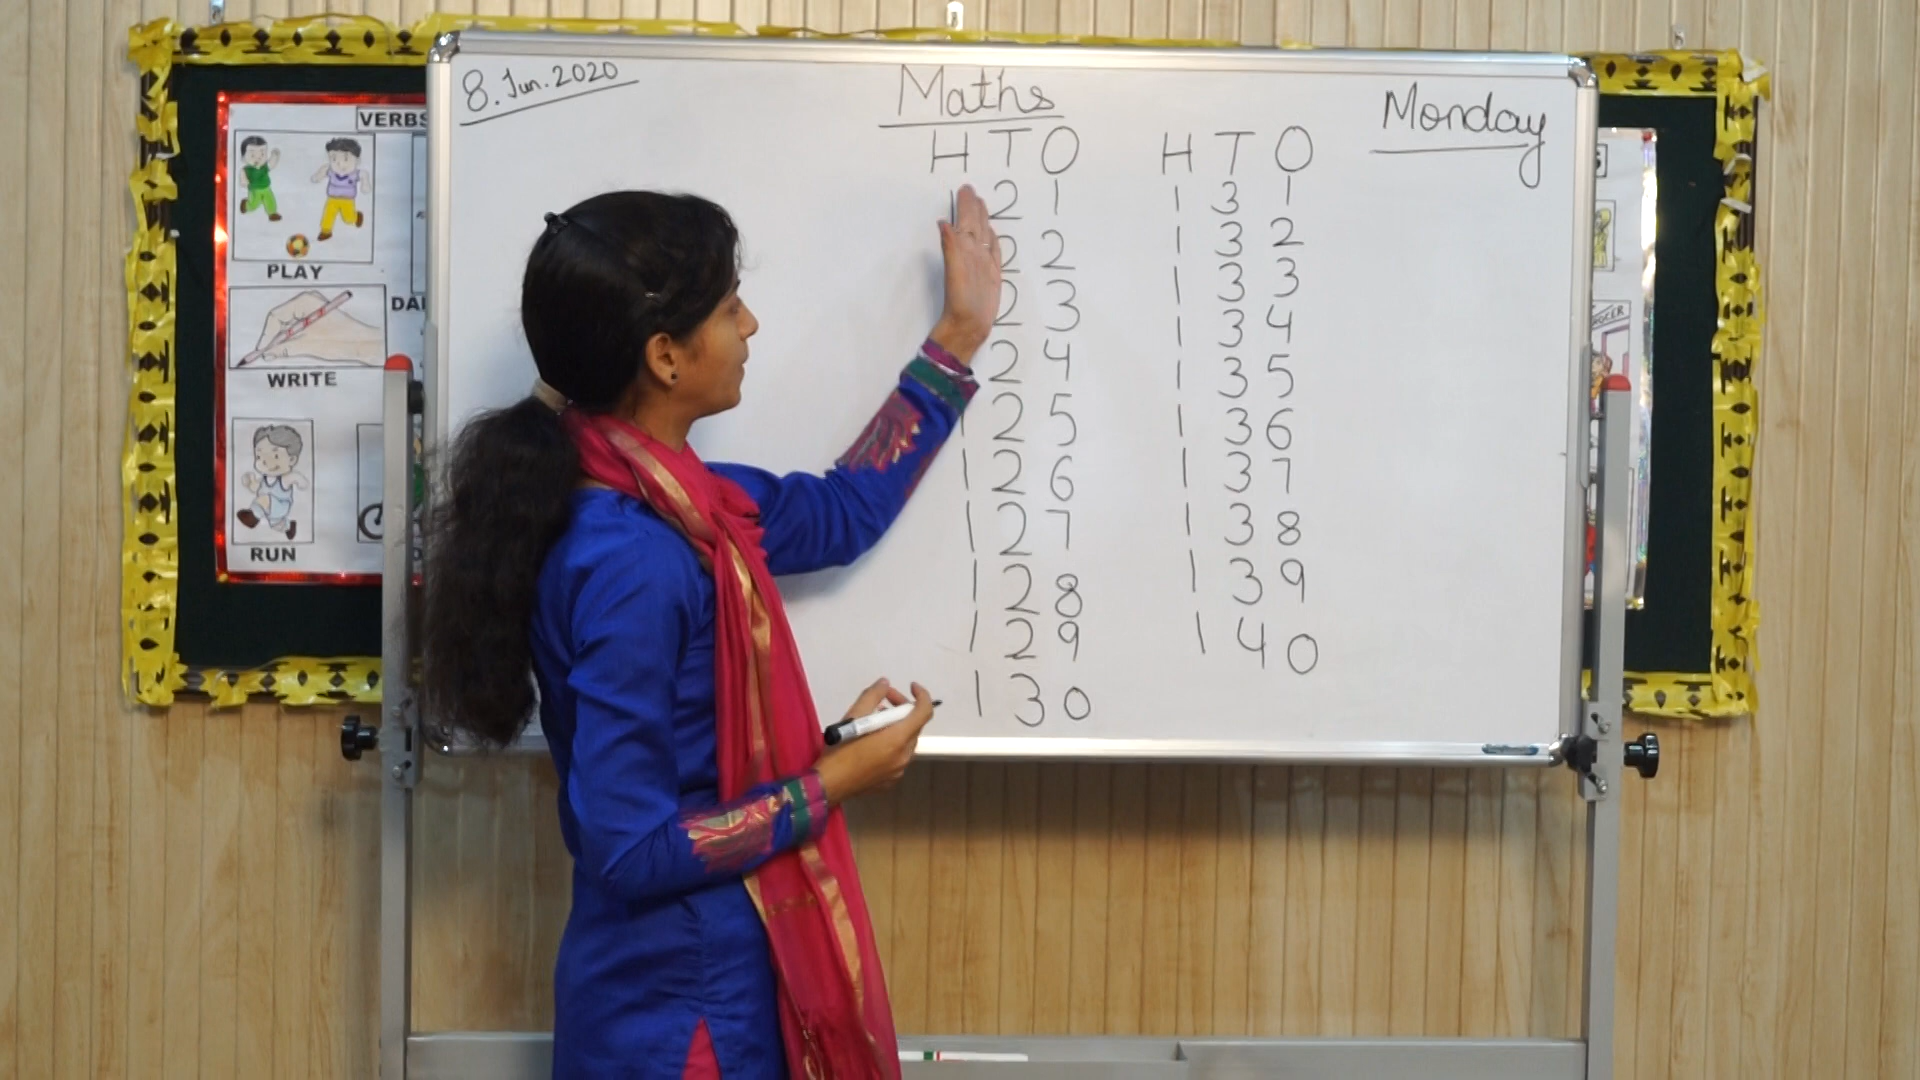 8. Jun. 2020
Maths
Monday
H T O
1 2 1
2 2
2 3
2 4
1 2 5
1 2 6
1 2 7
1 2 8
1 2 9
1 3 0
H T O
1 3 1
1 3 2
1 3 3
1 3 4
1 3 5
1 3 6
1 3 7
1 3 8
1 3 9
1 4 0
VERBS
PLAY
WRITE
RUN